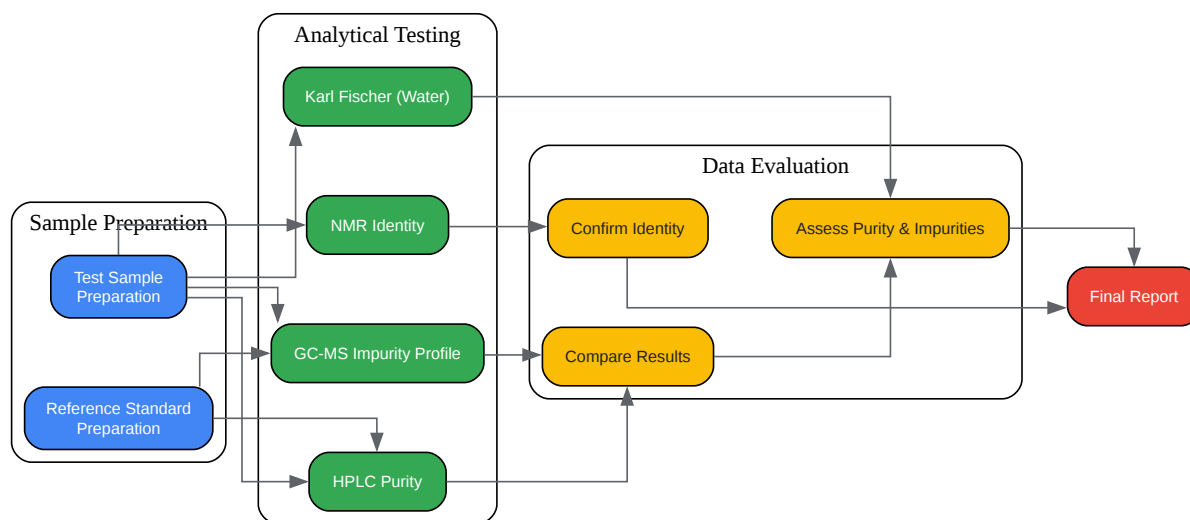 Analytical Testing
Karl Fischer (Water)
Data Evaluation
Sample Preparation
NMR Identity
Confirm Identity
Assess Purity & Impurities
Test Sample
Preparation
Final Report
GC-MS Impurity Profile
Compare Results
Reference Standard
Preparation
HPLC Purity